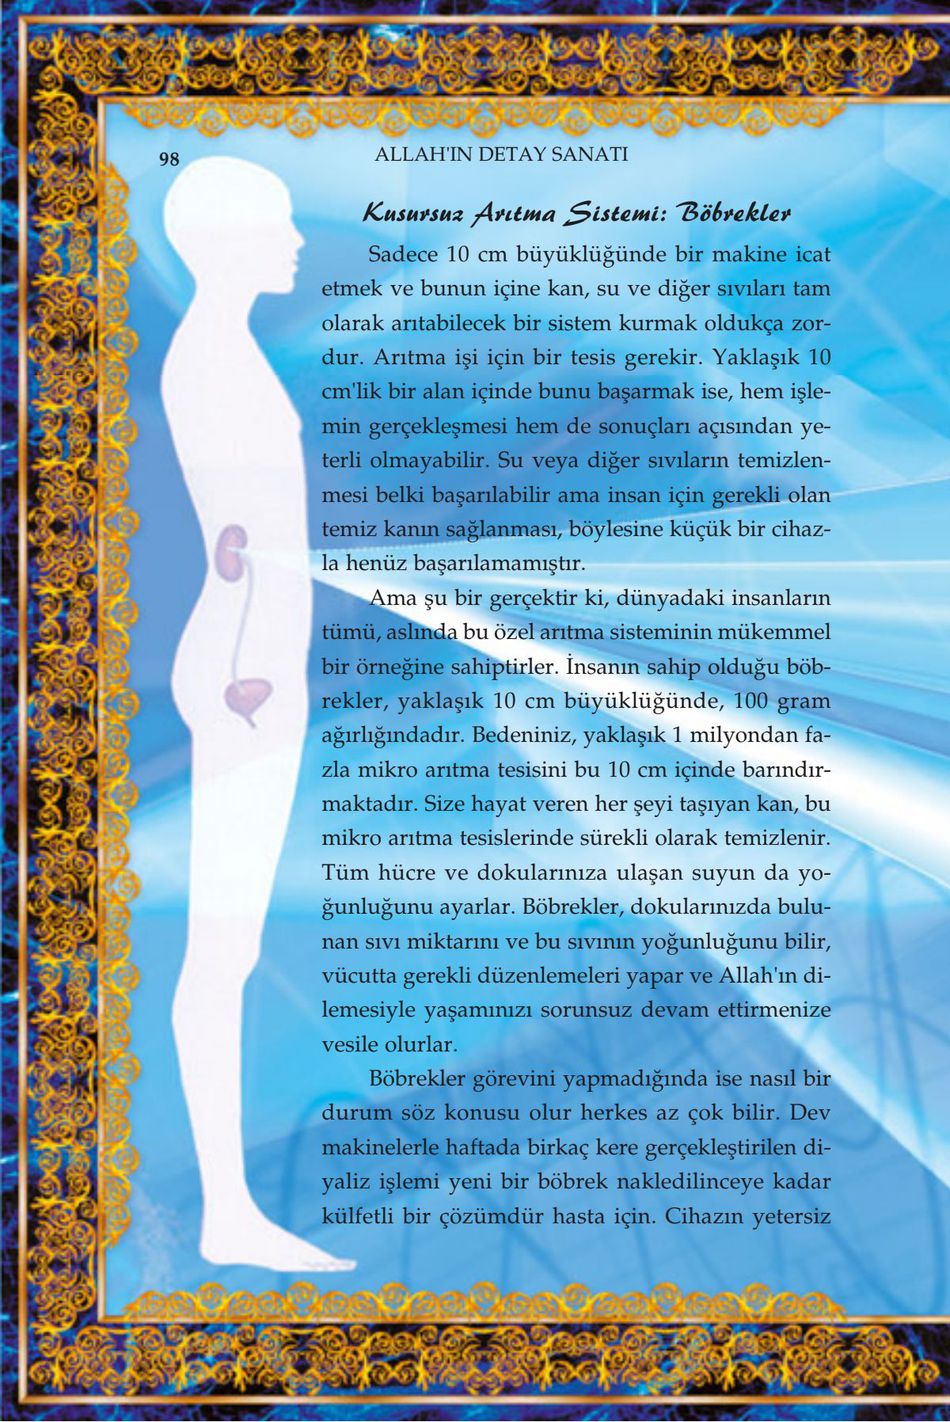 98
ALLAH'IN DETAY SANATI
Kusursuz Arıtma Sistemi: Böbrekler
Sadece 10 cm büyüklüğünde bir makine icat
etmek ve bunun içine kan, su ve diğer sıvıları tam
olarak arıtabilecek bir sistem kurmak oldukça zor-
dur. Arıtma işi için bir tesis gerekir. Yaklaşık 10
cm'lik bir alan içinde bunu başarmak ise, hem işle-
min gerçekleşmesi hem de sonuçları açısından ye-
terli olmayabilir. Su veya diğer sıvıların temizlen-
mesi belki başarılabilir ama insan için gerekli olan
temiz kanın sağlanması, böylesine küçük bir cihaz-
la henüz başarılamamıştır.
Ama şu bir gerçektir ki, dünyadaki insanların
tümü, aslında bu özel arıtma sisteminin mükemmel
bir örneğine sahiptirler. İnsanın sahip olduğu böb-
rekler, yaklaşık 10 cm büyüklüğünde, 100 gram
ağırlığındadır. Bedeniniz, yaklaşık 1 milyondan fa-
zla mikro arıtma tesisini bu 10 cm içinde barındır-
maktadır. Size hayat veren her şeyi taşıyan kan, bu
mikro arıtma tesislerinde sürekli olarak temizlenir.
Tüm hücre ve dokularınıza ulaşan suyun da yo-
ğunluğunu ayarlar. Böbrekler, dokularınızda bulu-
nan sıvı miktarını ve bu sıvının yoğunluğunu bilir,
vücutta gerekli düzenlemeleri yapar ve Allah'ın di-
lemesiyle yaşamınızı sorunsuz devam ettirmenize
vesile olurlar.
Böbrekler görevini yapmadığında ise nasıl bir
durum söz konusu olur herkes az çok bilir. Dev
makinelerle haftada birkaç kere gerçekleştirilen di-
yaliz işlemi yeni bir böbrek nakledilinceye kadar
külfetli bir çözümdür hasta için. Cihazın yetersiz